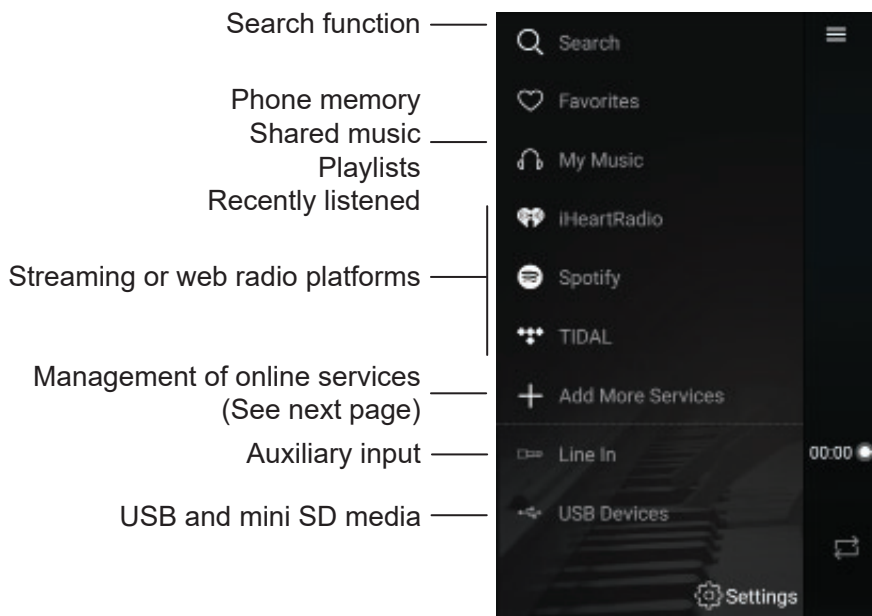 Search function
Phone memory
Shared music
Playlists
Recently listened
Streaming or web radio platforms
Management of online services
(See next page)
Auxiliary input
USB and mini SD media
Search
Favorites
My Music
iHeartRadio
Spotify
TIDAL
Add More Services
Line In
USB Devices
Settings
00:00